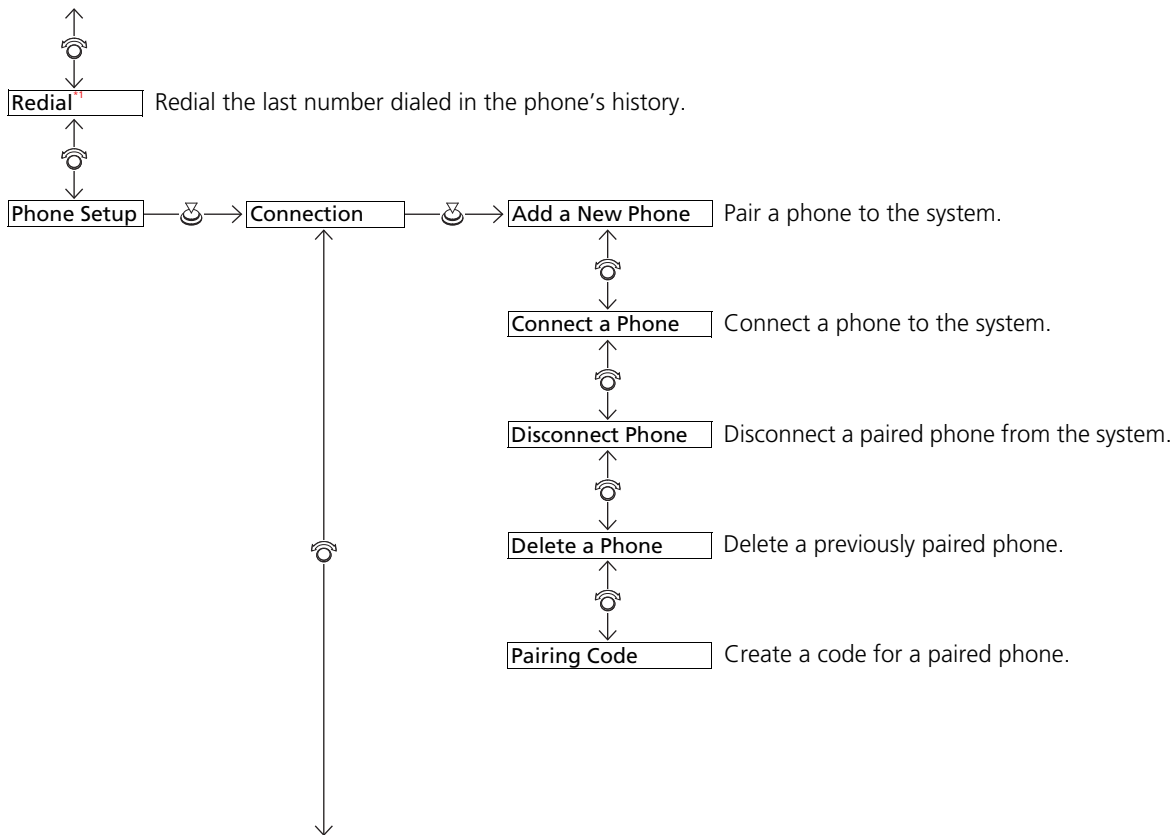 Redial*1 Redial the last number dialed in the phone’s history.
Phone Setup Connection Add a New Phone Pair a phone to the system.
Connect a Phone Connect a phone to the system.
Disconnect Phone Disconnect a paired phone from the system.
Delete a Phone Delete a previously paired phone.
Pairing Code Create a code for a paired phone.